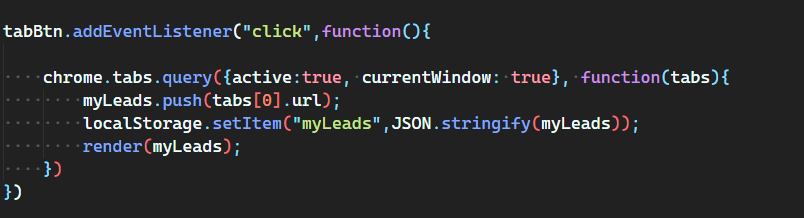 tabBtn.addEventListener("click",function(){
chrome.tabs.query({active:true, currentWindow: true}, function(tabs){
myLeads.push(tabs[0].url);
localStorage.setItem("myLeads",JSON.stringify(myLeads));
render(myLeads);
})
})